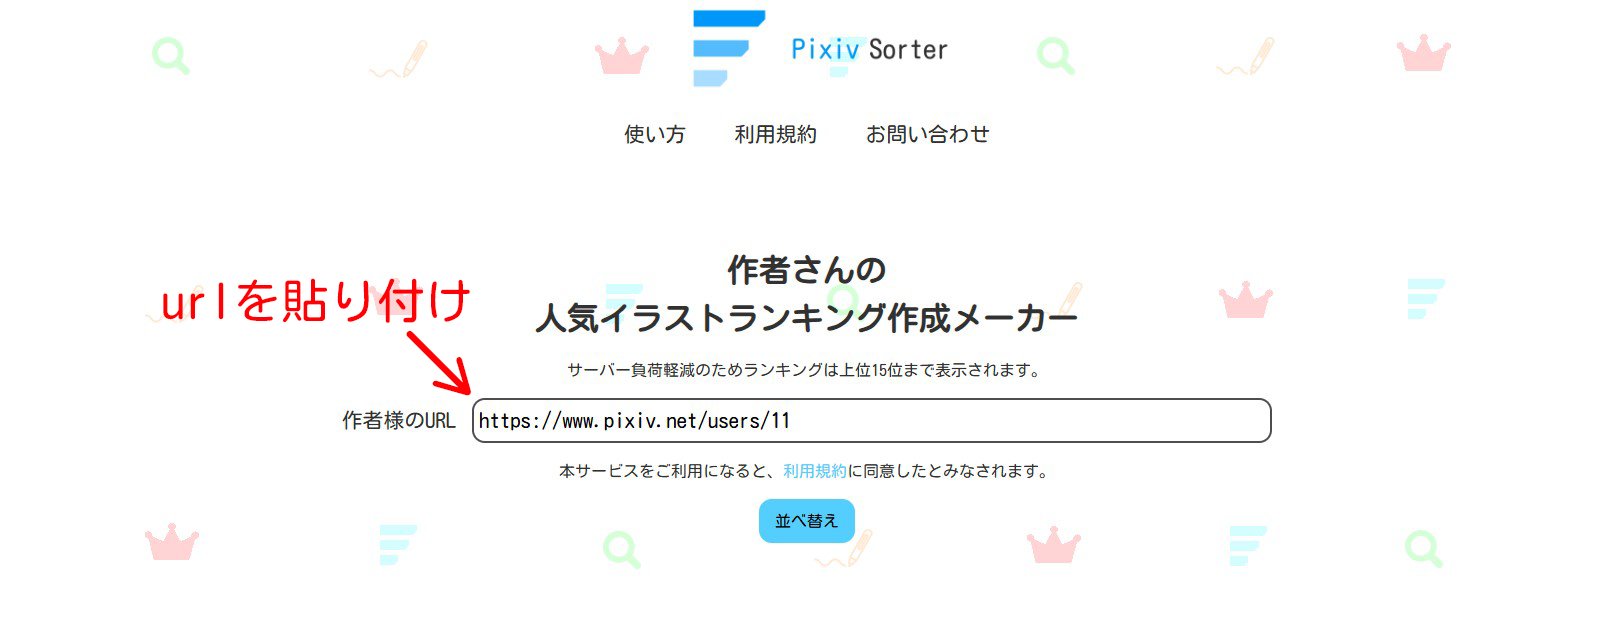 Pixiv Sorter
使い方 利用規約 お問い合わせ
作者さんの
人気イラストランキング作成メーカー
urlを貼り付け
サーバー負荷軽減のためランキングは上位15位まで表示されます。
作者様のURL https://www.pixiv.net/users/11
本サービスをご利用になると、利用規約に同意したとみなされます。
並べ替え